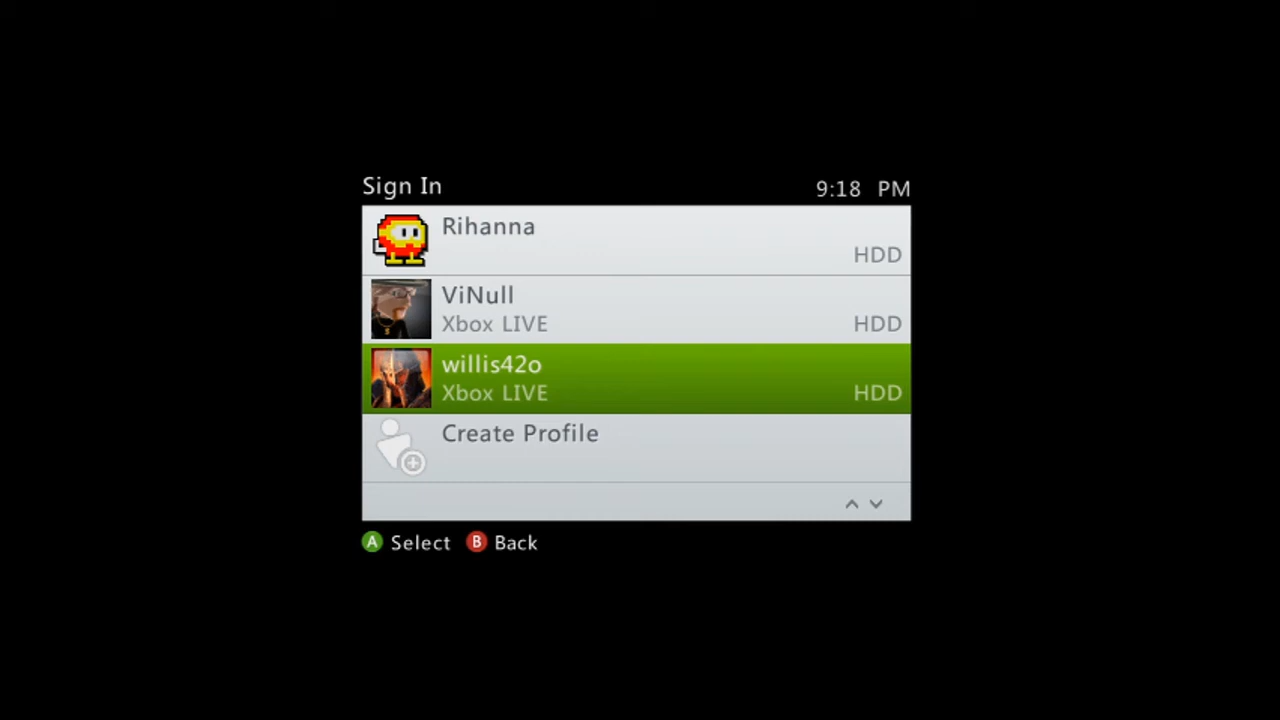 Sign In
9:18 PM
Rihanna
HDD
ViNull
Xbox LIVE
HDD
willis42o
Xbox LIVE
HDD
Create Profile
A Select B Back